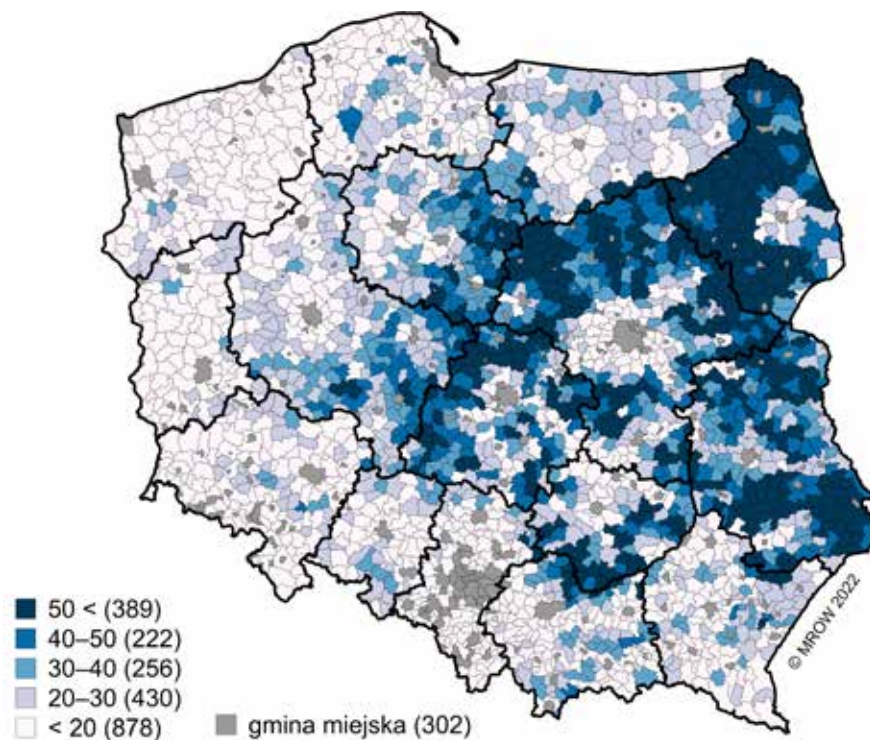 50 < (389)
40–50 (222)
30–40 (256)
20–30 (430)
< 20 (878)
gmina miejska (302)
© MROW 2022